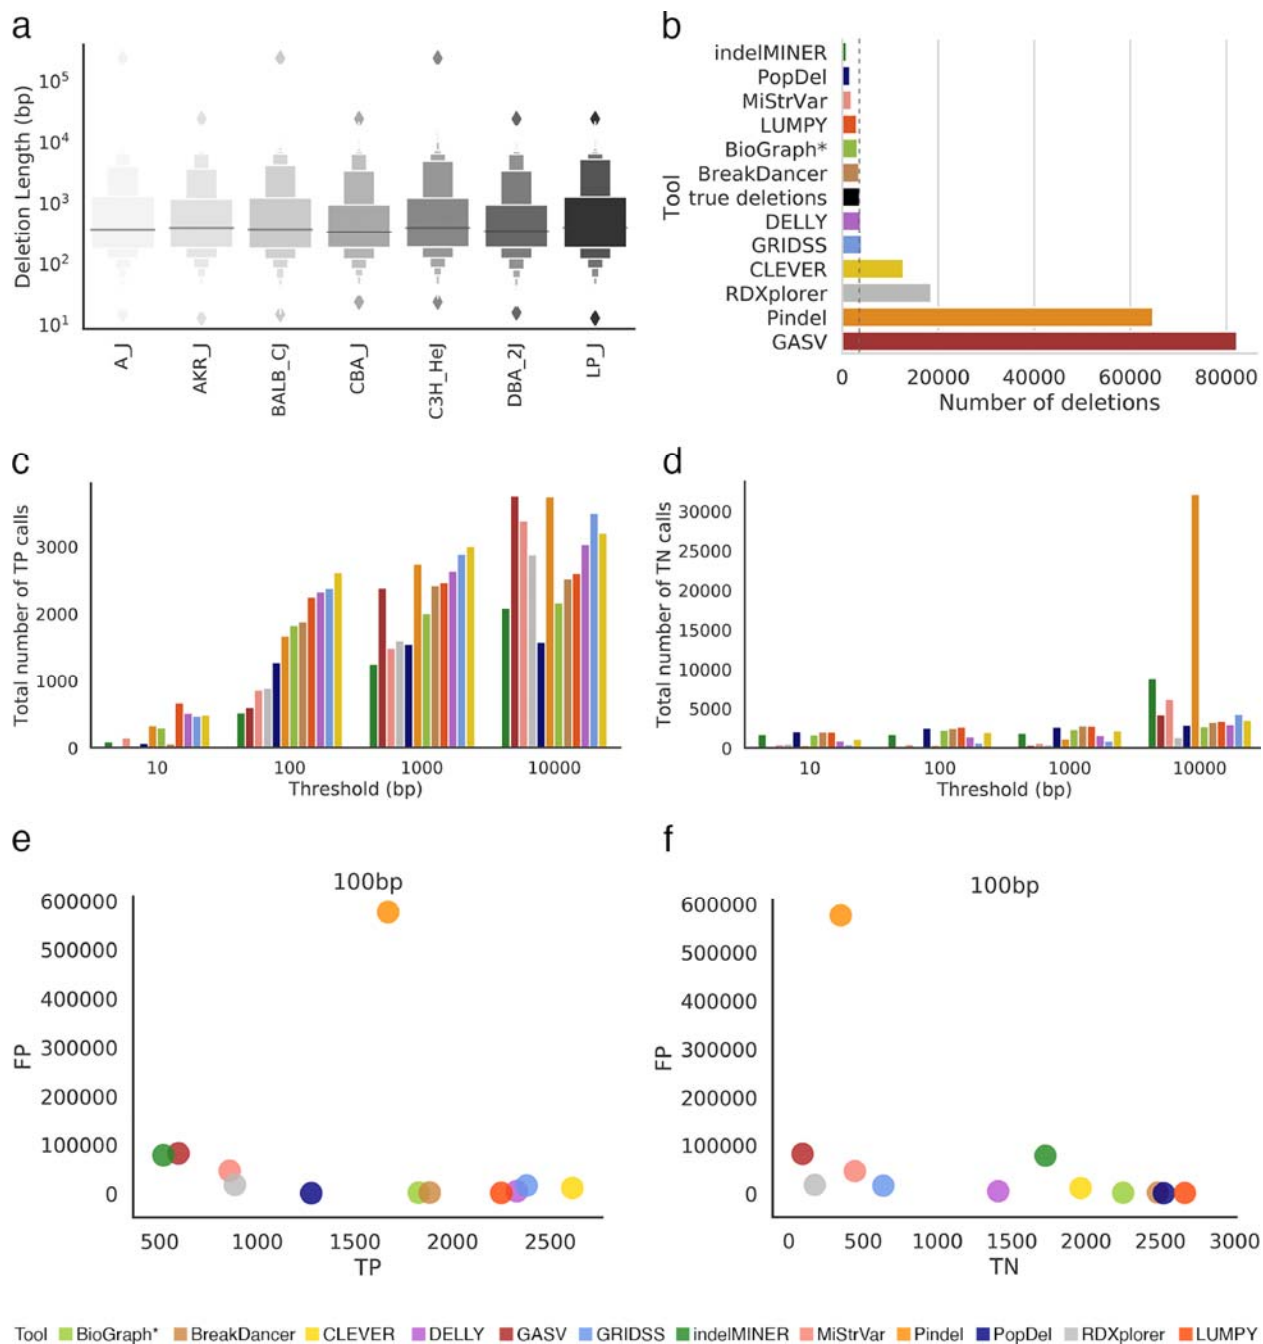 a
Deletion Length (bp)
10^5
10^4
10^3
10^2
10^1
A_J
AKR_J
BALB_CJ
CBA_J
C3H_HeJ
DBA_2J
LP_J
b
Tool
indelMINER
PopDel
MiStrVar
LUMPY
BioGraph*
BreakDancer
true deletions
DELLY
GRIDSS
CLEVER
RDXplorer
Pindel
GASV
0 20000 40000 60000 80000
Number of deletions
c
Total number of TP calls
3000
2000
1000
0
10 100 1000 10000
Threshold (bp)
d
Total number of TN calls
30000
25000
20000
15000
10000
5000
0
10 100 1000 10000
Threshold (bp)
e
100bp
FP
600000
500000
400000
300000
200000
100000
0
500 1000 1500 2000 2500
TP
f
100bp
FP
600000
500000
400000
300000
200000
100000
0
0 500 1000 1500 2000 2500 3000
TN
Tool BioGraph* BreakDancer CLEVER DELLY GASV GRIDSS indelMINER MiStrVar Pindel PopDel RDXplorer LUMPY